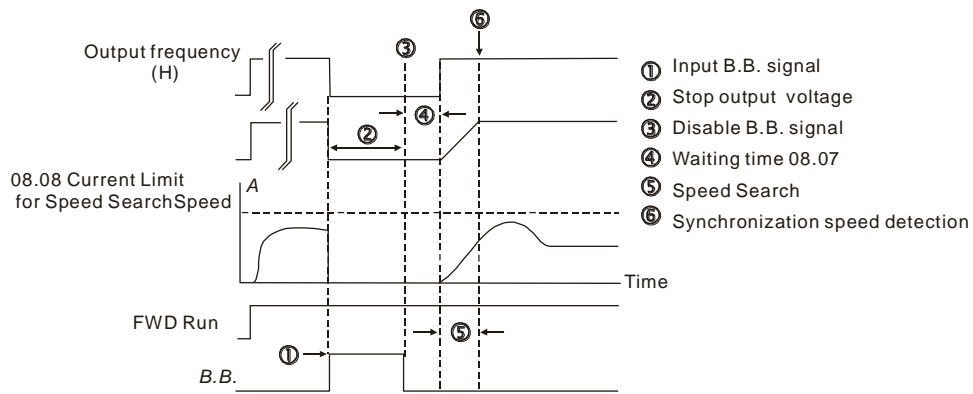 ⑥
Output frequency
(H)
③
④
②
08.08 Current Limit
for Speed SearchSpeed
A
Time
FWD Run
⑤
①
B.B.
① Input B.B. signal
② Stop output voltage
③ Disable B.B. signal
④ Waiting time 08.07
⑤ Speed Search
⑥ Synchronization speed detection